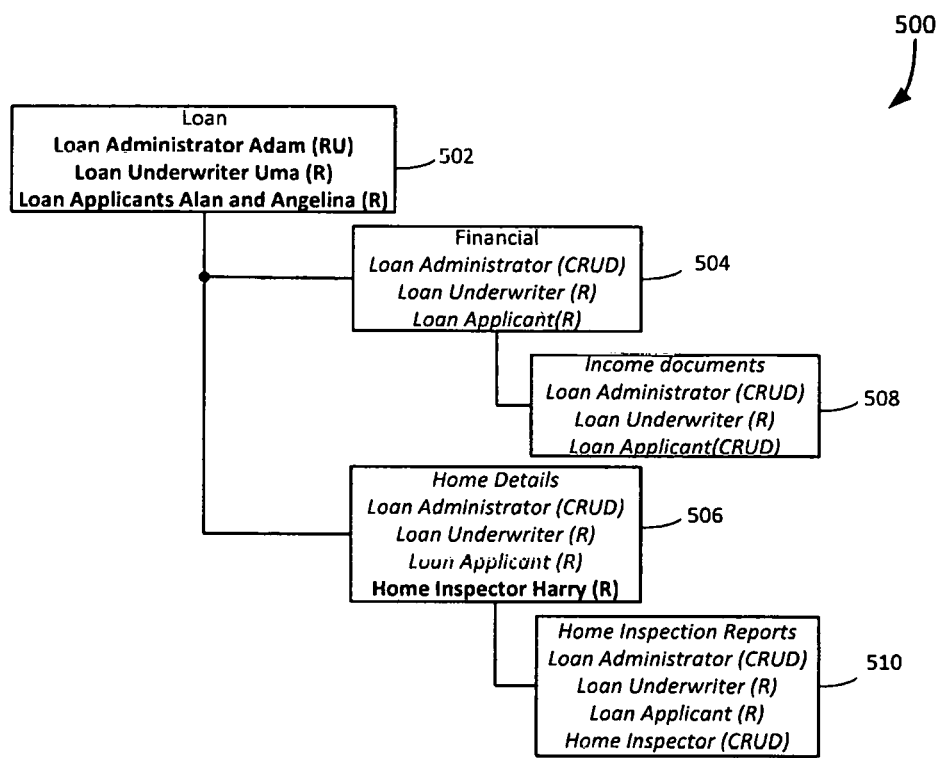 500
Loan
Loan Administrator Adam (RU)
Loan Underwriter Uma (R)
Loan Applicants Alan and Angelina (R)
502
Financial
Loan Administrator (CRUD)
Loan Underwriter (R)
Loan Applicant(R)
504
Income documents
Loan Administrator (CRUD)
Loan Underwriter (R)
Loan Applicant(CRUD)
508
Home Details
Loan Administrator (CRUD)
Loan Underwriter (R)
Loan Applicant (R)
Home Inspector Harry (R)
506
Home Inspection Reports
Loan Administrator (CRUD)
Loan Underwriter (R)
Loan Applicant (R)
Home Inspector (CRUD)
510